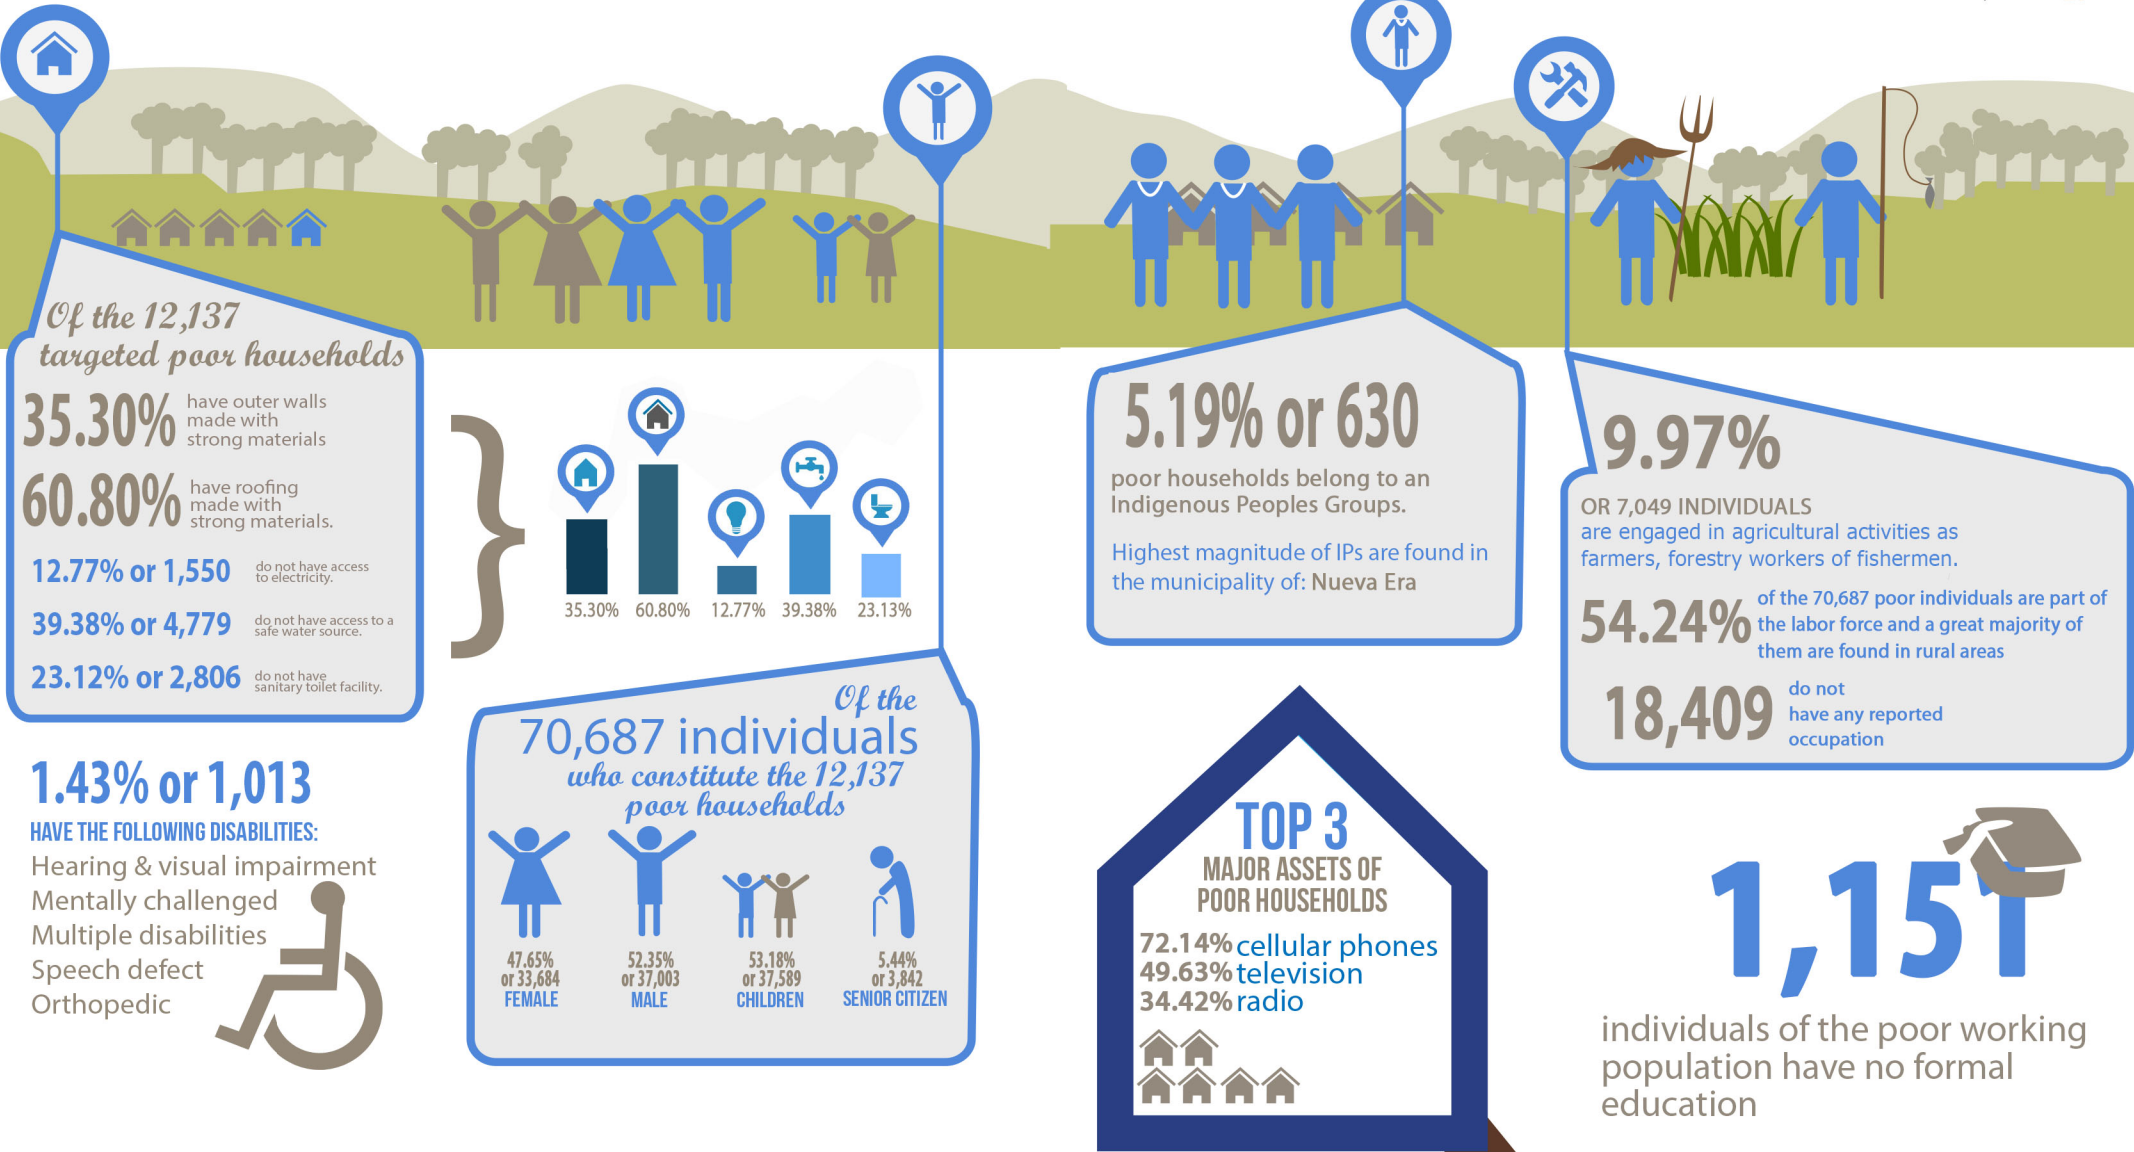 Of the 12,137
targeted poor households
35.30%
have outer walls
made with
strong materials
60.80%
have roofing
made with
strong materials.
12.77% or 1,550
do not have access
to electricity.
39.38% or 4,779
do not have access to a
safe water source.
23.12% or 2,806
do not have
sanitary toilet facility.
1.43% or 1,013
HAVE THE FOLLOWING DISABILITIES:
Hearing & visual impairment
Mentally challenged
Multiple disabilities
Speech defect
Orthopedic
35.30% 60.80% 12.77% 39.38% 23.13%
Of the
70,687 individuals
who constitute the 12,137
poor households
47.65%
or 33,684
FEMALE
52.35%
or 37,003
MALE
53.18%
or 37,589
CHILDREN
5.44%
or 3,842
SENIOR CITIZEN
5.19% or 630
poor households belong to an
Indigenous Peoples Groups.
Highest magnitude of IPs are found in
the municipality of: Nueva Era
TOP 3
MAJOR ASSETS OF
POOR HOUSEHOLDS
72.14% cellular phones
49.63% television
34.42% radio
9.97%
OR 7,049 INDIVIDUALS
are engaged in agricultural activities as
farmers, forestry workers of fishermen.
54.24%
of the 70,687 poor individuals are part of
the labor force and a great majority of
them are found in rural areas
18,409
do not
have any reported
occupation
1,151
individuals of the poor working
population have no formal
education